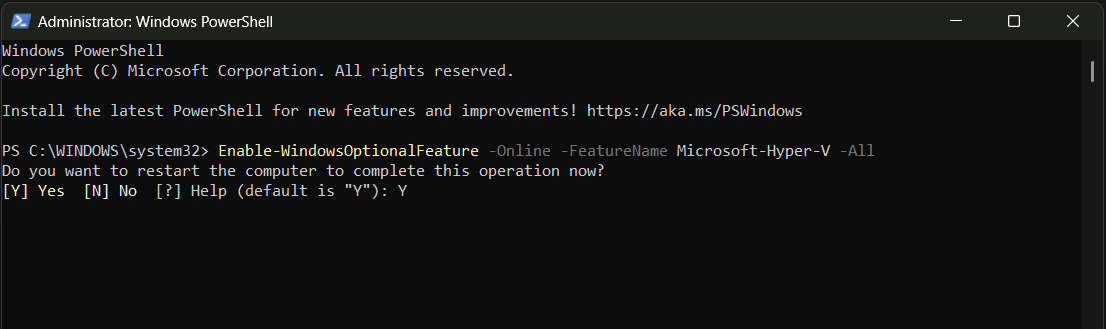 Administrator: Windows PowerShell
Windows PowerShell
Copyright (C) Microsoft Corporation. All rights reserved.
Install the latest PowerShell for new features and improvements! https://aka.ms/PSWindows
PS C:\WINDOWS\system32> Enable-WindowsOptionalFeature -Online -FeatureName Microsoft-Hyper-V -All
Do you want to restart the computer to complete this operation now?
[Y] Yes  [N] No  [?] Help (default is "Y"): Y